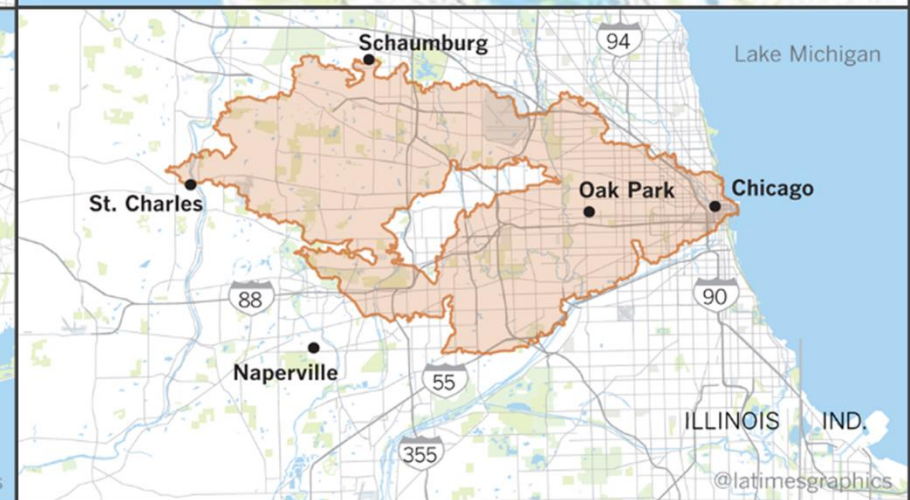 Schaumburg
94
Lake Michigan
St. Charles
Oak Park
Chicago
88
90
Naperville
55
ILLINOIS
IND.
355
@latimesgraphics